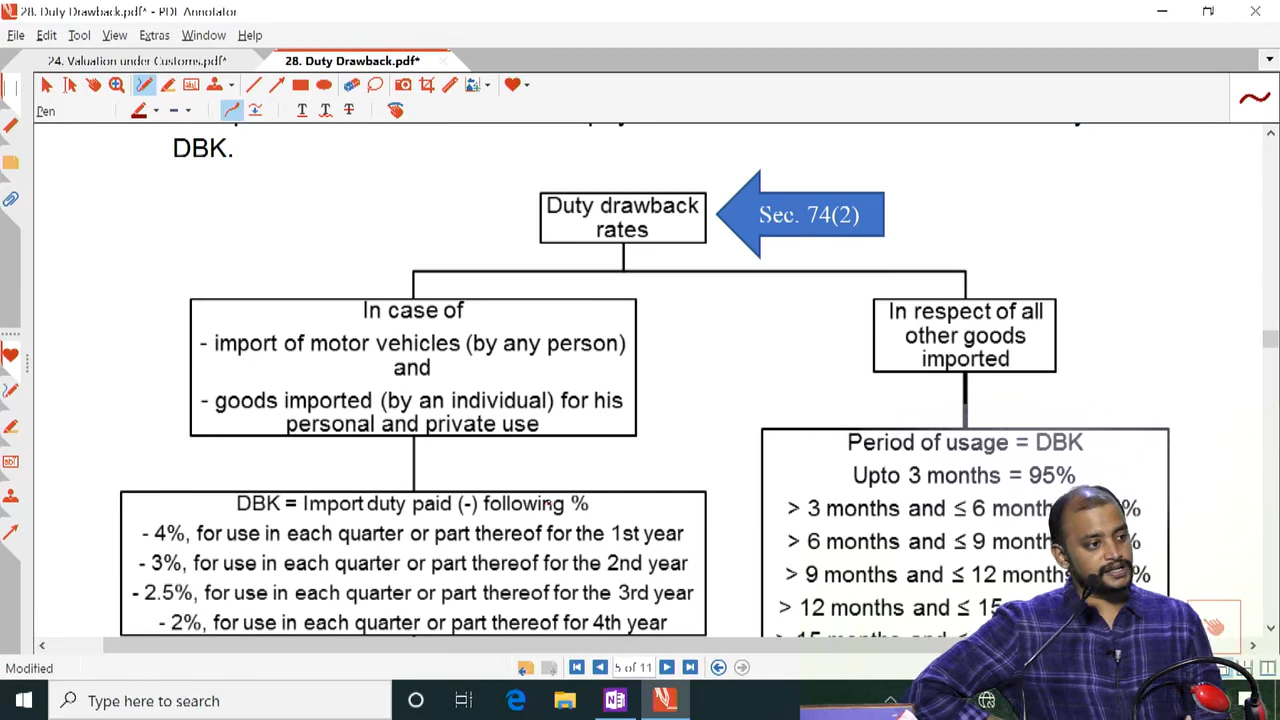 28. Duty Drawback.pdf* - PDF Annotator
File Edit Tool View Extras Window Help
24. Valuation under Customs.pdf* 28. Duty Drawback.pdf*
Pen
DBK.
Duty drawback
rates
Sec. 74(2)
In case of
- import of motor vehicles (by any person)
and
- goods imported (by an individual) for his
personal and private use
In respect of all
other goods
imported
DBK = Import duty paid (-) following %
- 4%, for use in each quarter or part thereof for the 1st year
- 3%, for use in each quarter or part thereof for the 2nd year
- 2.5%, for use in each quarter or part thereof for the 3rd year
- 2%, for use in each quarter or part thereof for 4th year
Period of usage = DBK
Upto 3 months = 95%
> 3 months and ≤ 6 %
> 6 months and ≤ 9 %
> 9 months and ≤ 12 %
> 12 months and ≤ 15
Modified
5 of 11
Type here to search